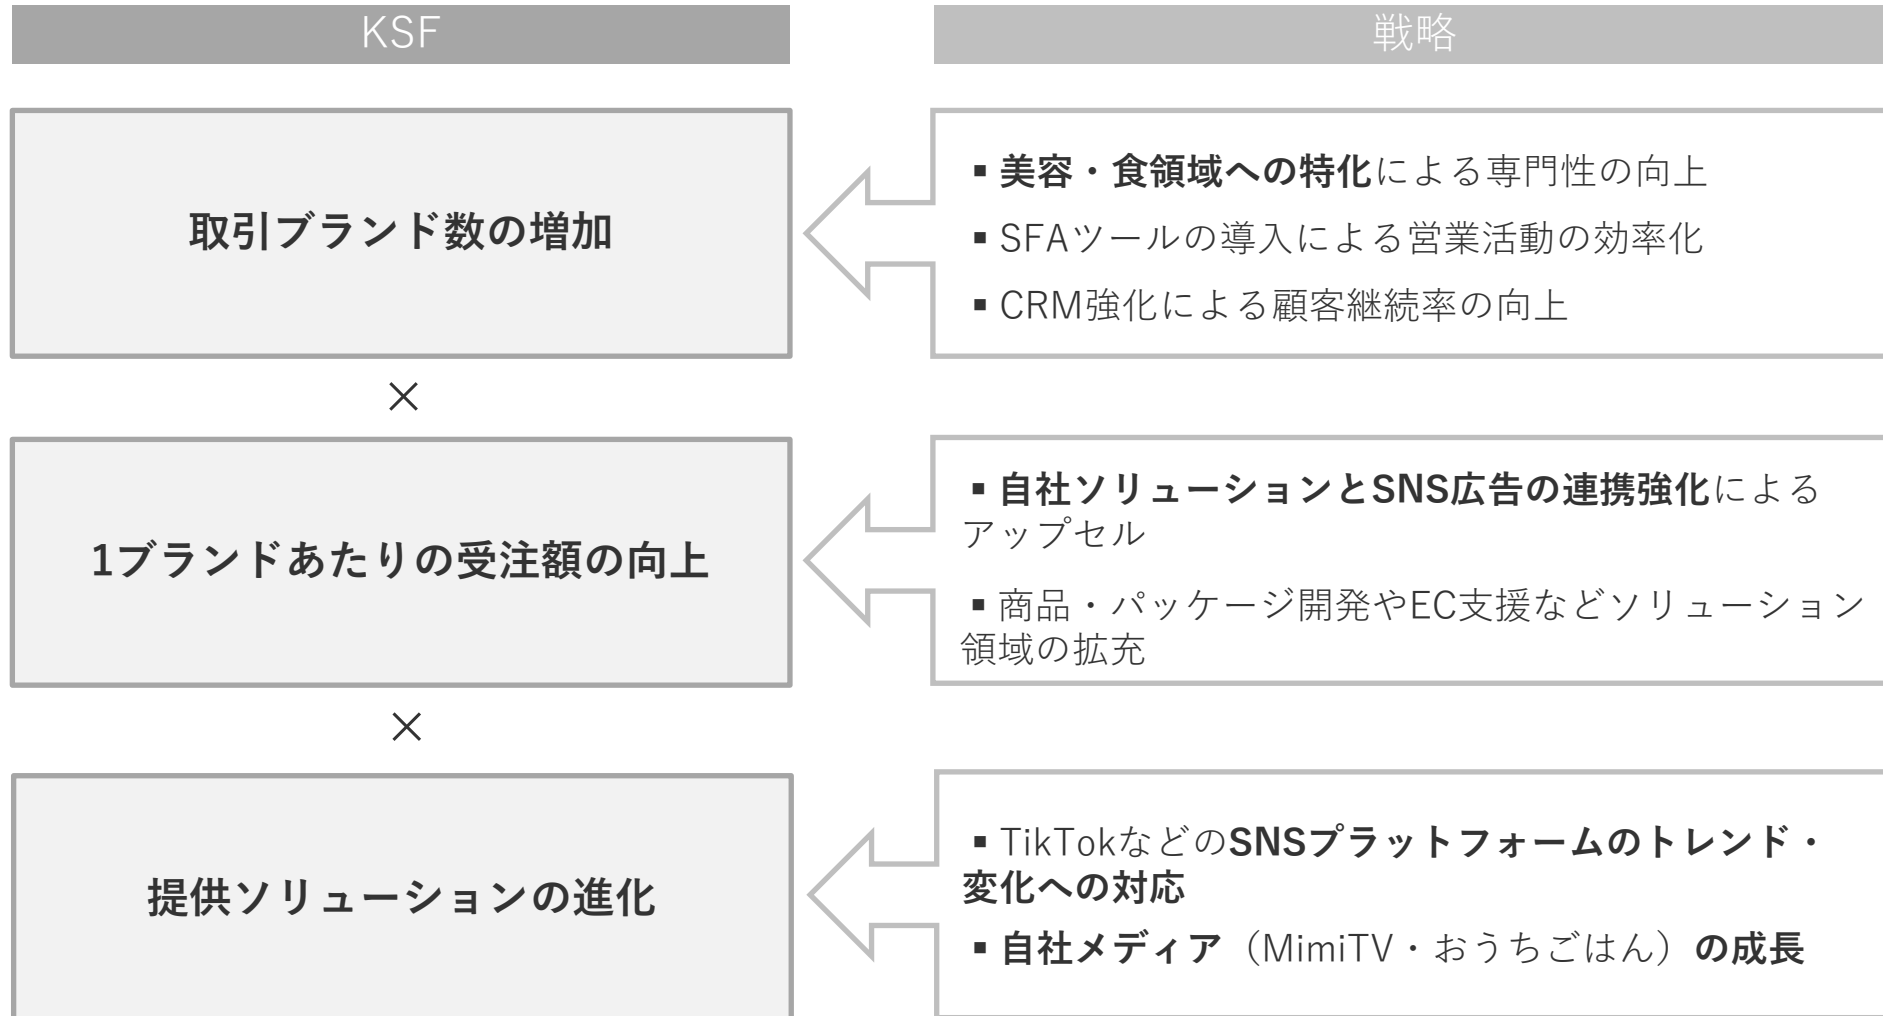 KSF
戦略
取引ブランド数の増加
▪美容・食領域への特化による専門性の向上
▪SFAツールの導入による営業活動の効率化
▪CRM強化による顧客継続率の向上
×
1ブランドあたりの受注額の向上
▪自社ソリューションとSNS広告の連携強化による
アップセル
▪商品・パッケージ開発やEC支援などソリューション
領域の拡充
×
提供ソリューションの進化
▪TikTokなどのSNSプラットフォームのトレンド・
変化への対応
▪自社メディア（MimiTV・おうちごはん）の成長